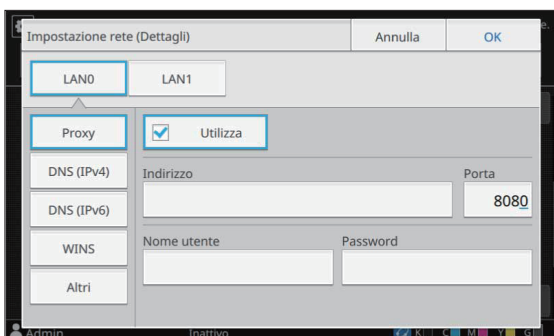 Impostazione rete (Dettagli) Annulla OK
LAN0 LAN1
Proxy Utilizza
DNS (IPv4) Indirizzo Porta
8080
DNS (IPv6)
WINS Nome utente Password
Altri
Admin Inattivo K C M Y G